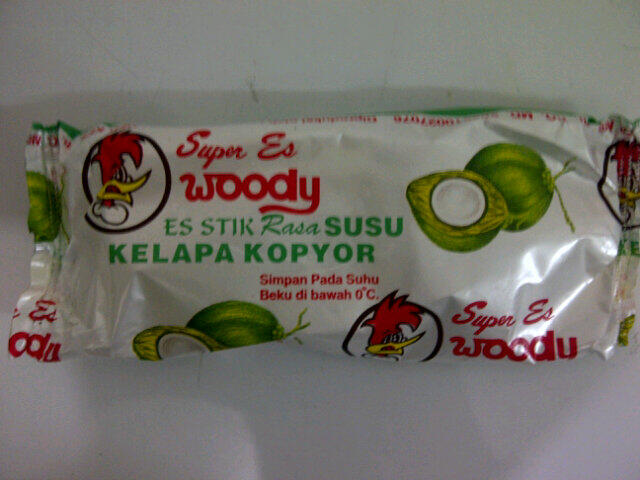 Super Es
Woody
ES STIK Rasa SUSU
KELAPA KOPYOR
Simpan Pada Suhu
Beku di bawah 0°C.
Super Es
Woody